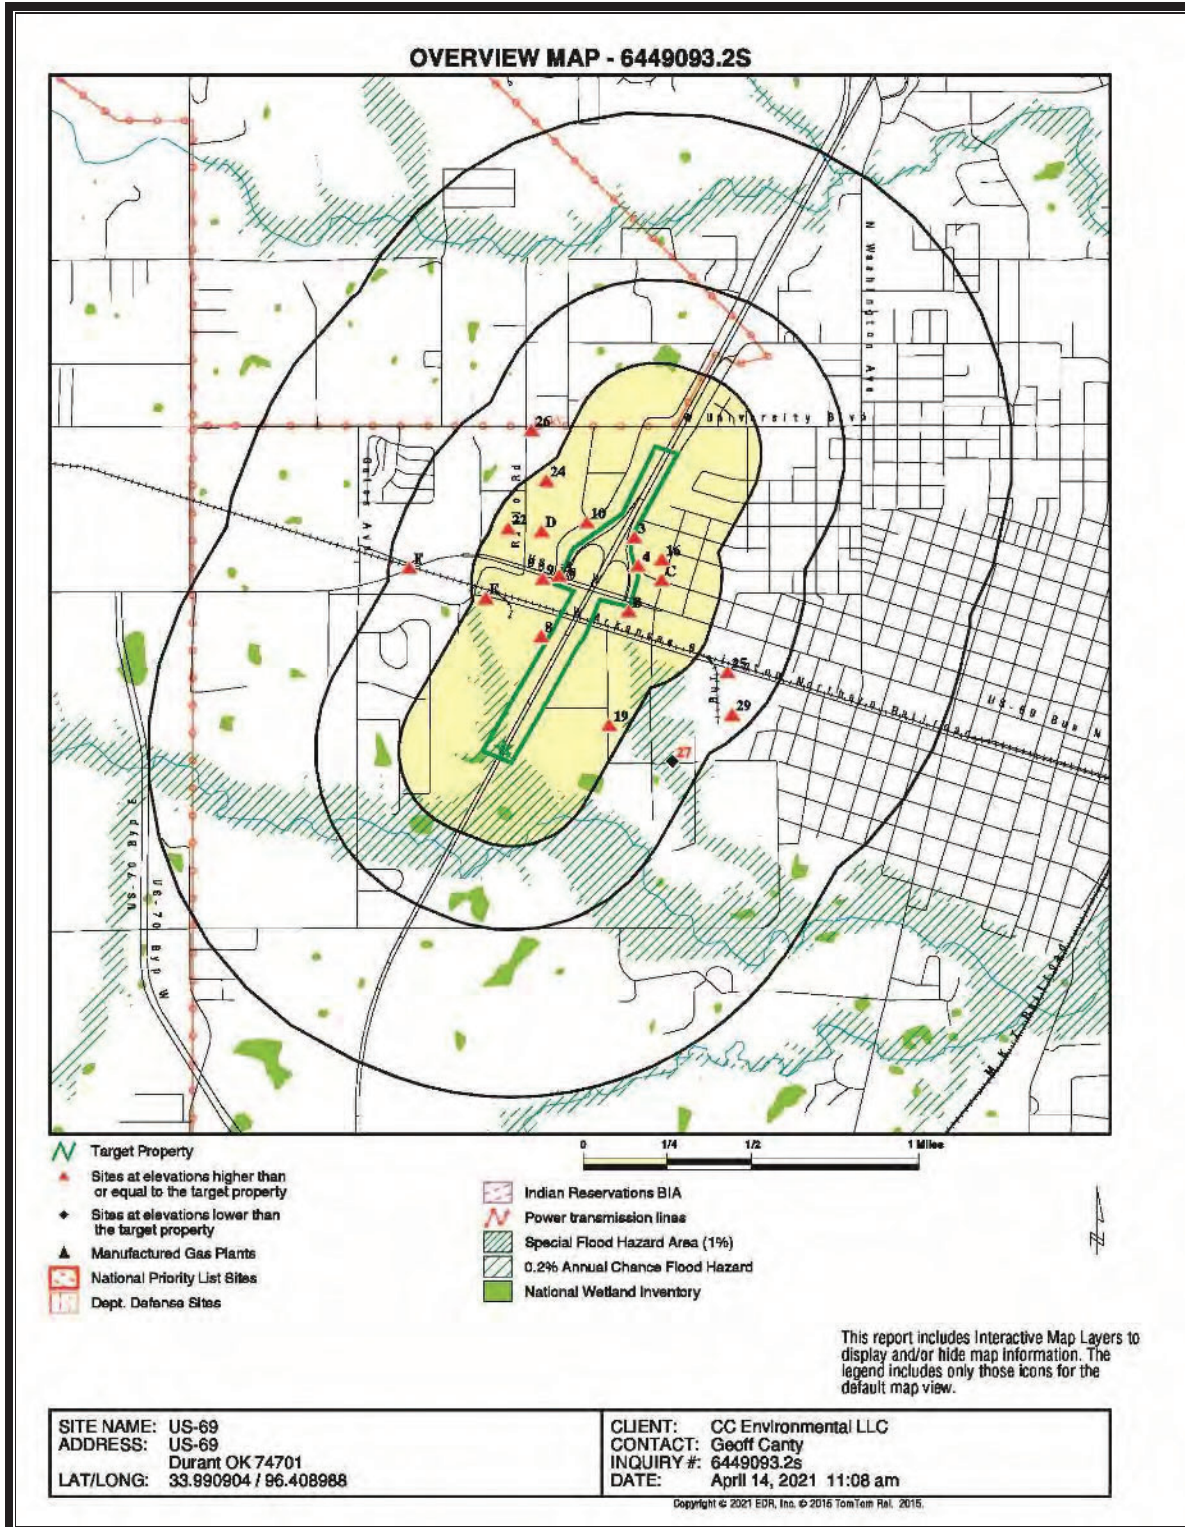 OVERVIEW MAP - 6449093.2S
N Washington Ave
W University Blvd
26
24
22
D
10
3
4
16
C
F
9
E
B
8
25
29
19
27
US-69 Bus N
US-70 Byp E
US-70 Byp W
M K T Railroad
0 1/4 1/2 1 Miles
Target Property
Sites at elevations higher than
or equal to the target property
Sites at elevations lower than
the target property
Manufactured Gas Plants
National Priority List Sites
Dept. Defense Sites
Indian Reservations BIA
Power transmission lines
Special Flood Hazard Area (1%)
0.2% Annual Chance Flood Hazard
National Wetland Inventory
N
This report includes Interactive Map Layers to
display and/or hide map information. The
legend includes only those icons for the
default map view.
SITE NAME: US-69
ADDRESS: US-69
Durant OK 74701
LAT/LONG: 33.990904 / 96.408988
CLIENT: CC Environmental LLC
CONTACT: Geoff Canty
INQUIRY #: 6449093.2s
DATE: April 14, 2021 11:08 am
Copyright © 2021 EDR, Inc. © 2015 TomTom Rel. 2015.